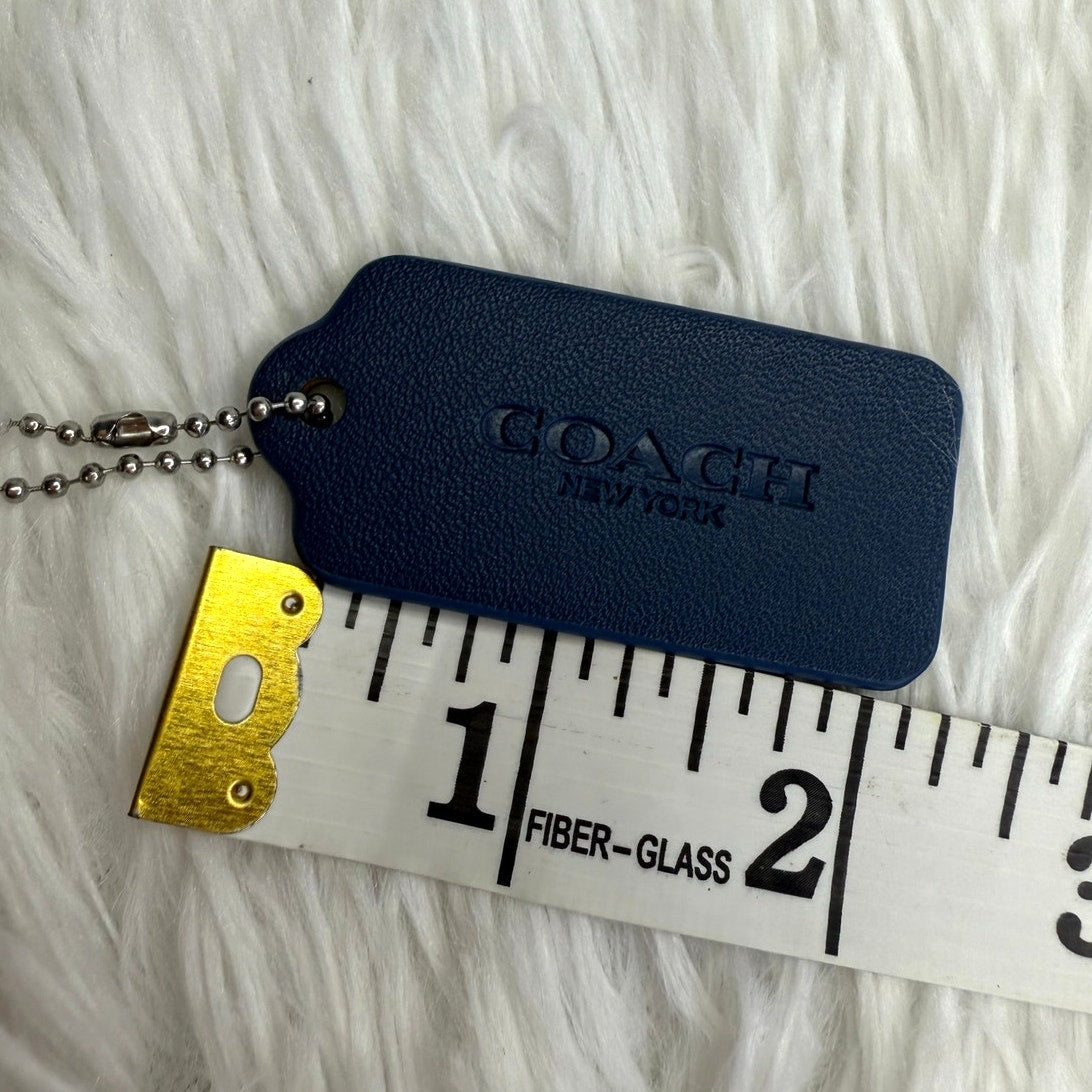 COACH
NEW YORK
1 FIBER-GLASS 2 3